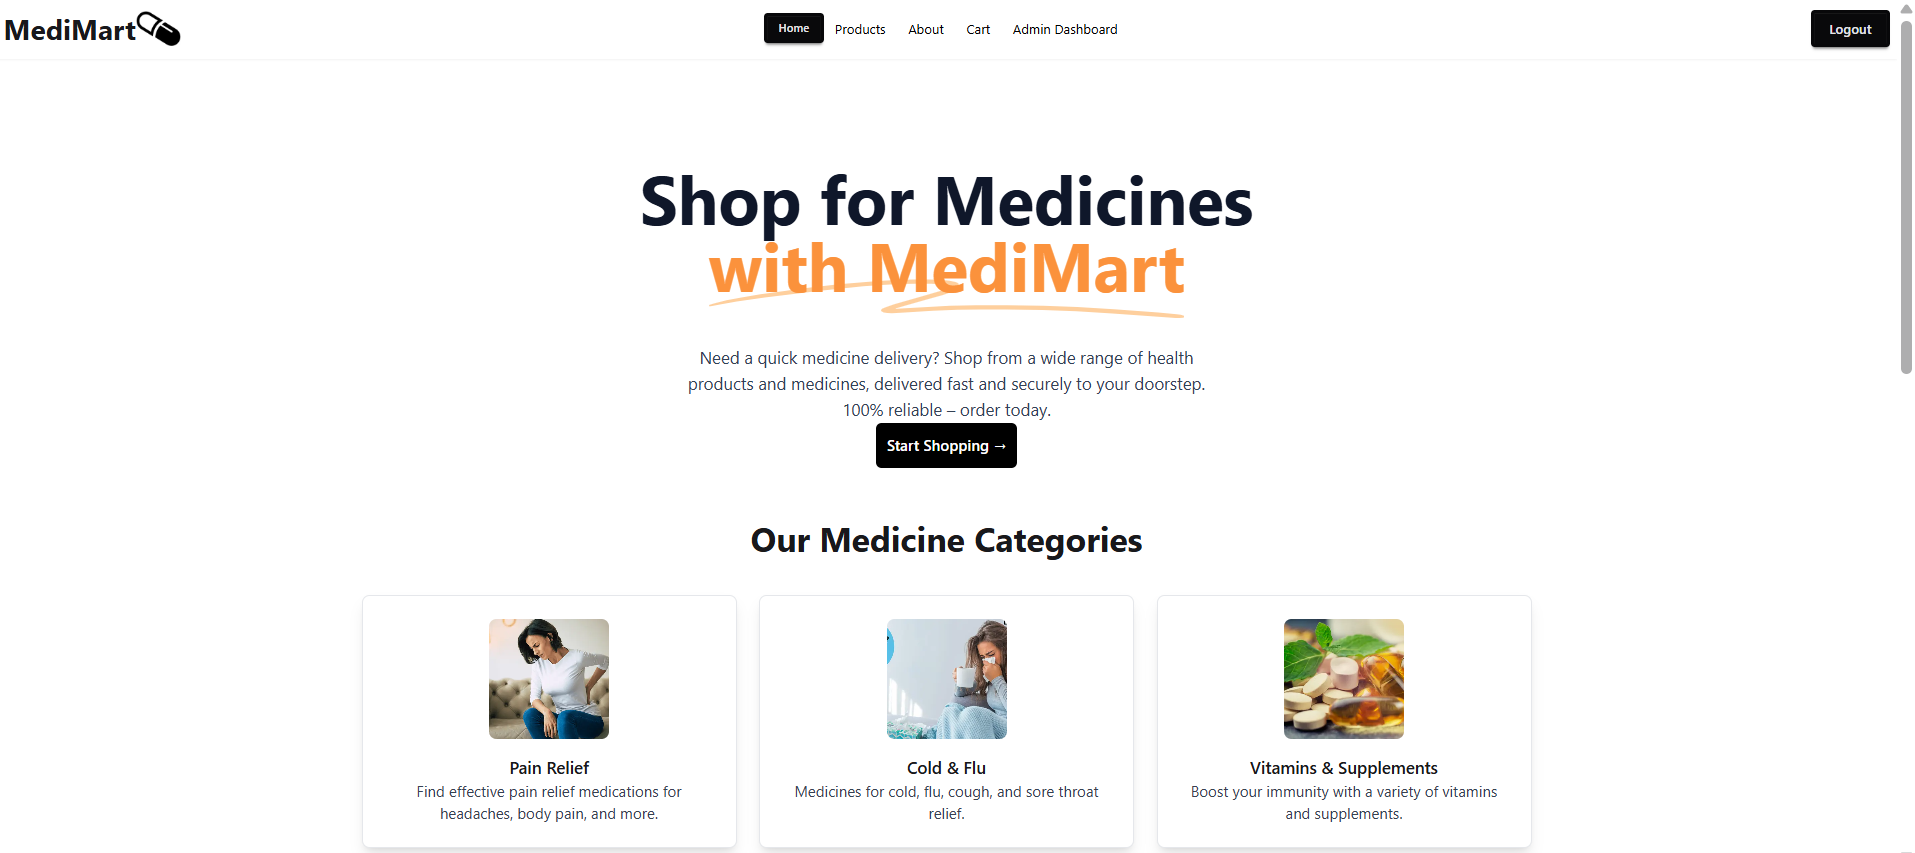 MediMart
Home
Products
About
Cart
Admin Dashboard
Logout
Shop for Medicines
with MediMart
Need a quick medicine delivery? Shop from a wide range of health
products and medicines, delivered fast and securely to your doorstep.
100% reliable – order today.
Start Shopping →
Our Medicine Categories
Pain Relief
Find effective pain relief medications for
headaches, body pain, and more.
Cold & Flu
Medicines for cold, flu, cough, and sore throat
relief.
Vitamins & Supplements
Boost your immunity with a variety of vitamins
and supplements.